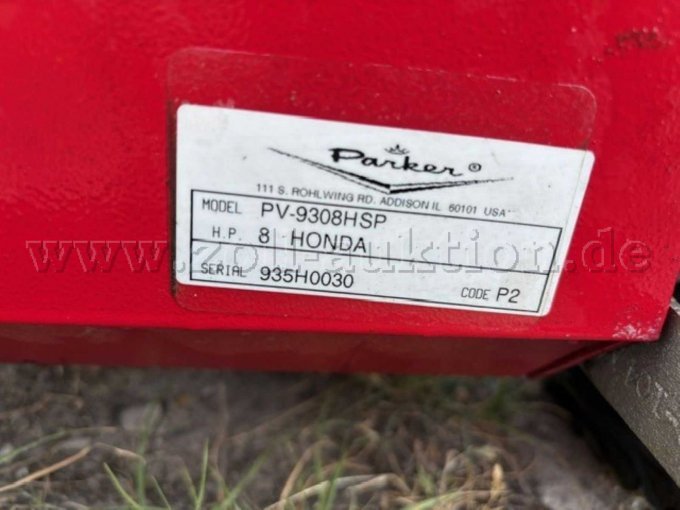 Parker®
111 S. ROHLWING RD. ADDISON IL 60101 USA
MODEL PV-9308HSP
H.P. 8 HONDA
www.zoll-auktion.de
SERIAL 935H0030
CODE P2